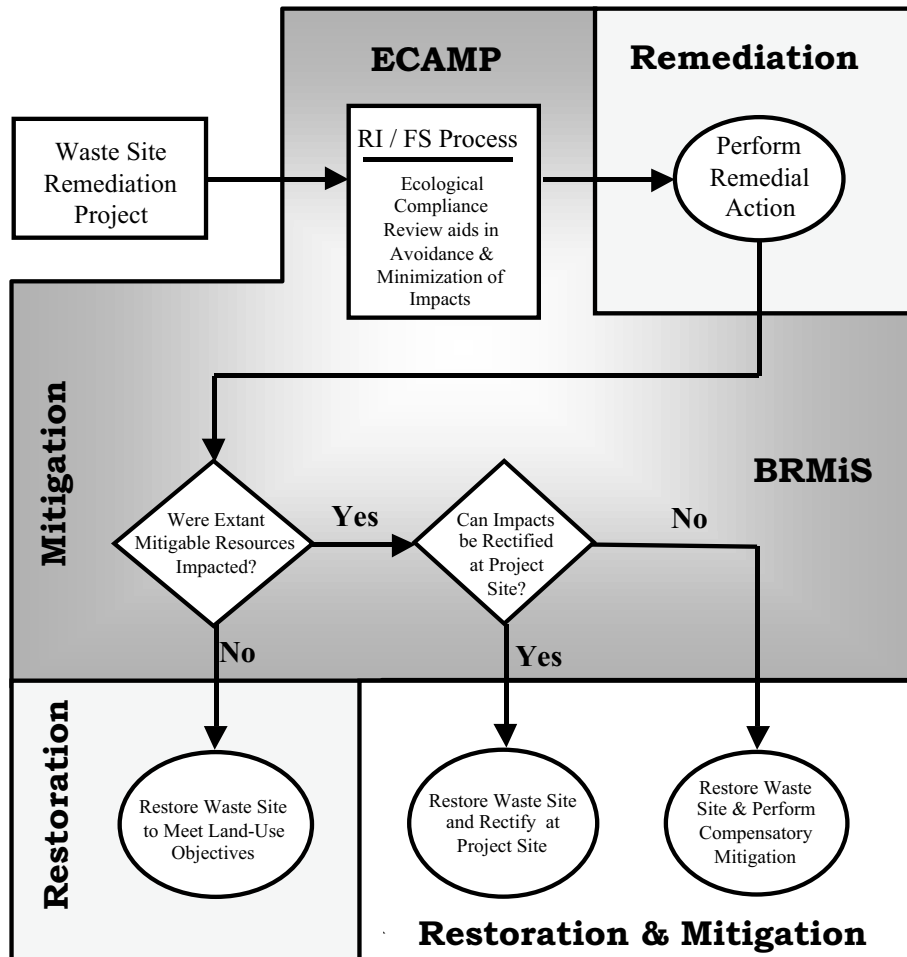 ECAMP
Remediation
Waste Site
Remediation
Project
RI / FS Process
Ecological
Compliance
Review aids in
Avoidance &
Minimization of
Impacts
Perform
Remedial
Action
Mitigation
BRMiS
Were Extant
Mitigable Resources
Impacted?
Yes
Can Impacts
be Rectified
at Project
Site?
No
No
Yes
Restoration
Restore Waste Site
to Meet Land-Use
Objectives
Restore Waste Site
and Rectify at
Project Site
Restore Waste
Site & Perform
Compensatory
Mitigation
Restoration & Mitigation